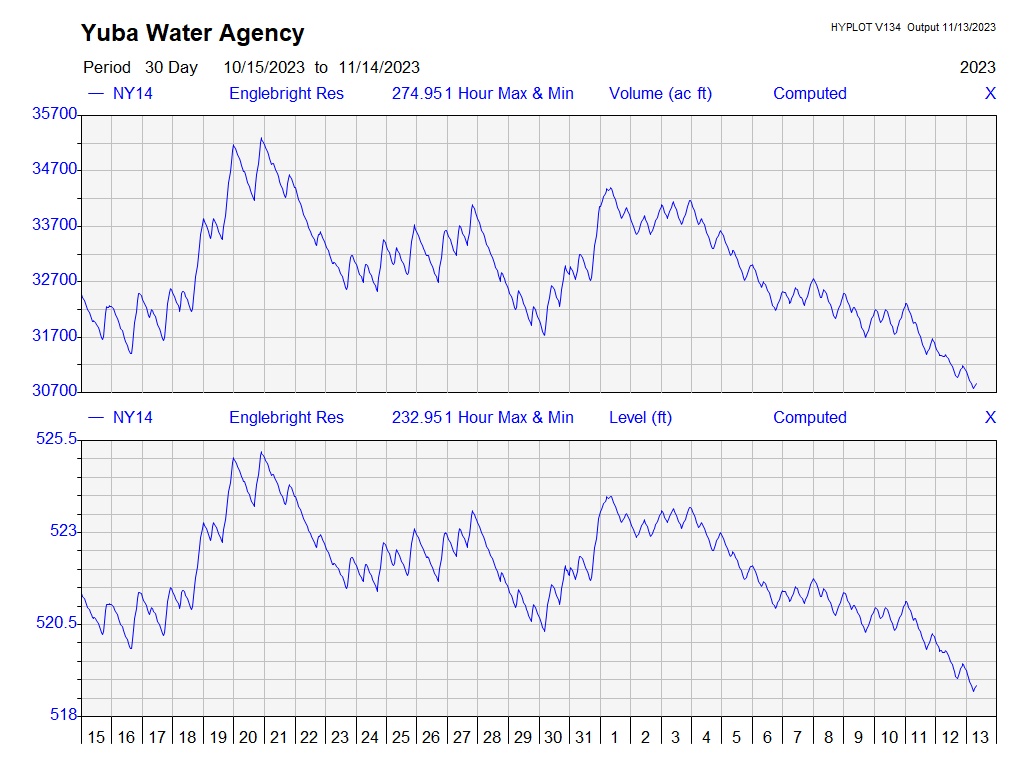 Yuba Water Agency
HYPLOT V134 Output 11/13/2023
Period 30 Day 10/15/2023 to 11/14/2023 2023
NY14 Englebright Res 274.951 Hour Max & Min Volume (ac ft) Computed X
35700
34700
33700
32700
31700
30700
NY14 Englebright Res 232.951 Hour Max & Min Level (ft) Computed X
525.5
523
520.5
518
15 16 17 18 19 20 21 22 23 24 25 26 27 28 29 30 31 1 2 3 4 5 6 7 8 9 10 11 12 13